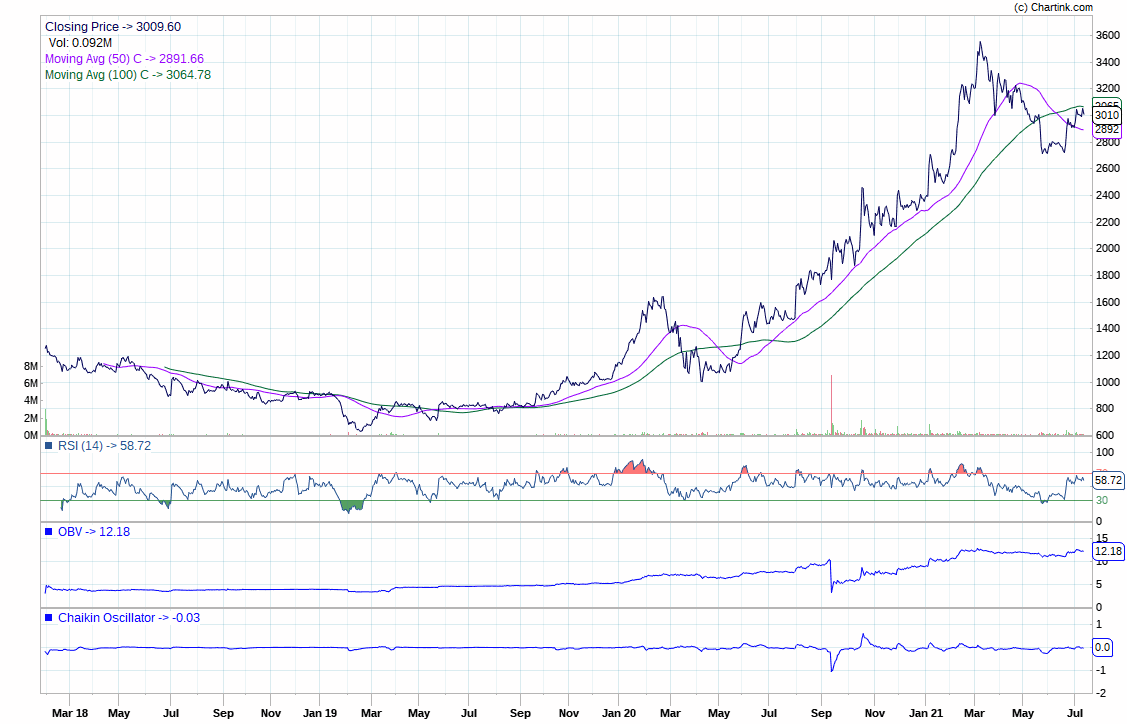 (c) Chartink.com
Closing Price -> 3009.60
Vol: 0.092M
Moving Avg (50) C -> 2891.66
Moving Avg (100) C -> 3064.78
3600
3400
3200
3065
3010
2892
2800
2600
2400
2200
2000
1800
1600
1400
1200
1000
800
600
8M
6M
4M
2M
0M
RSI (14) -> 58.72
100
70
58.72
30
0
OBV -> 12.18
15
12.18
10
5
0
Chaikin Oscillator -> -0.03
1
0.0
-1
-2
Mar 18 May Jul Sep Nov Jan 19 Mar May Jul Sep Nov Jan 20 Mar May Jul Sep Nov Jan 21 Mar May Jul